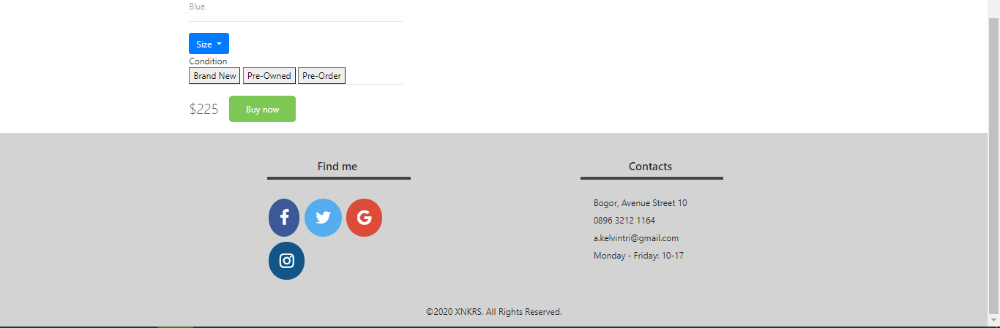 Blue.
Size
Condition
Brand New Pre-Owned Pre-Order
$225 Buy now
Find me
Contacts
Bogor, Avenue Street 10
0896 3212 1164
a.kelvintri@gmail.com
Monday - Friday: 10-17
©2020 XNKRS. All Rights Reserved.